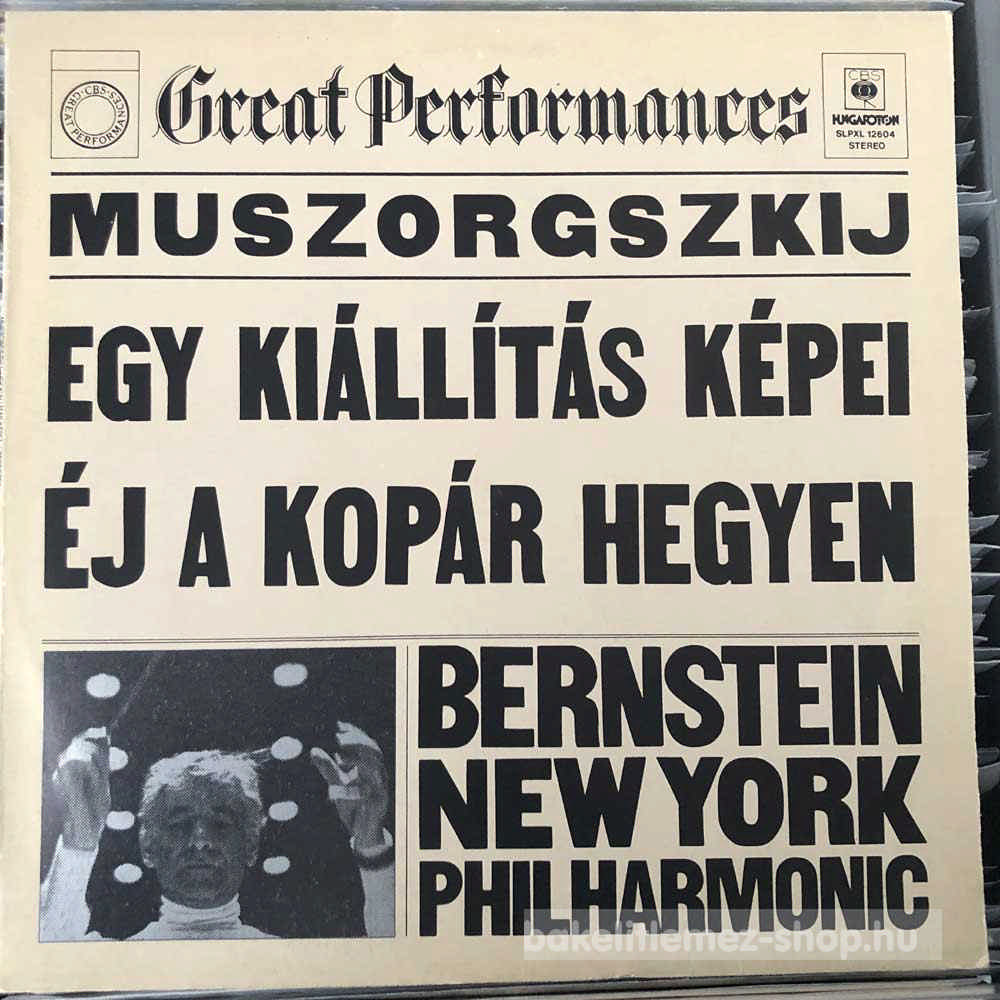 CBS · GREAT PERFORMANCES ·
Great Performances
CBS
HUNGAROTON
SLPXL 12604
STEREO
MUSZORGSZKIJ
EGY KIÁLLÍTÁS KÉPEI
ÉJ A KOPÁR HEGYEN
BERNSTEIN
NEW YORK
PHILHARMONIC
bakelitlemez-shop.hu